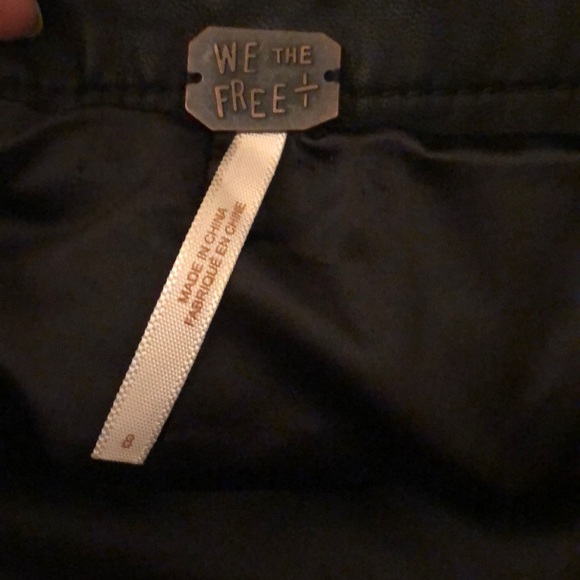 WE THE
FREE
MADE IN CHINA
FABRIQUÉ EN CHINE
8